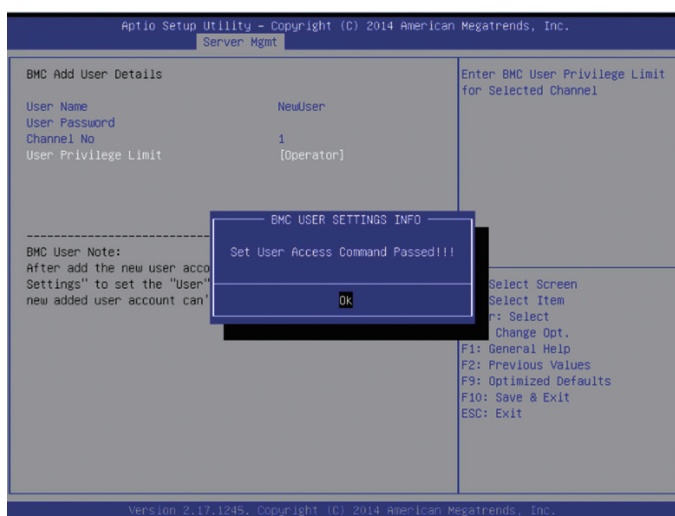 Aptio Setup Utility – Copyright (C) 2014 American Megatrends, Inc.
Server Mgmt
BMC Add User Details
User Name NewUser
User Password
Channel No 1
User Privilege Limit [Operator]
BMC User Note:
After add the new user acco
Settings" to set the "User"
new added user account can'
BMC USER SETTINGS INFO
Set User Access Command Passed!!!
Ok
Enter BMC User Privilege Limit
for Selected Channel
Select Screen
Select Item
r: Select
Change Opt.
F1: General Help
F2: Previous Values
F9: Optimized Defaults
F10: Save & Exit
ESC: Exit
Version 2.17.1245. Copyright (C) 2014 American Megatrends, Inc.